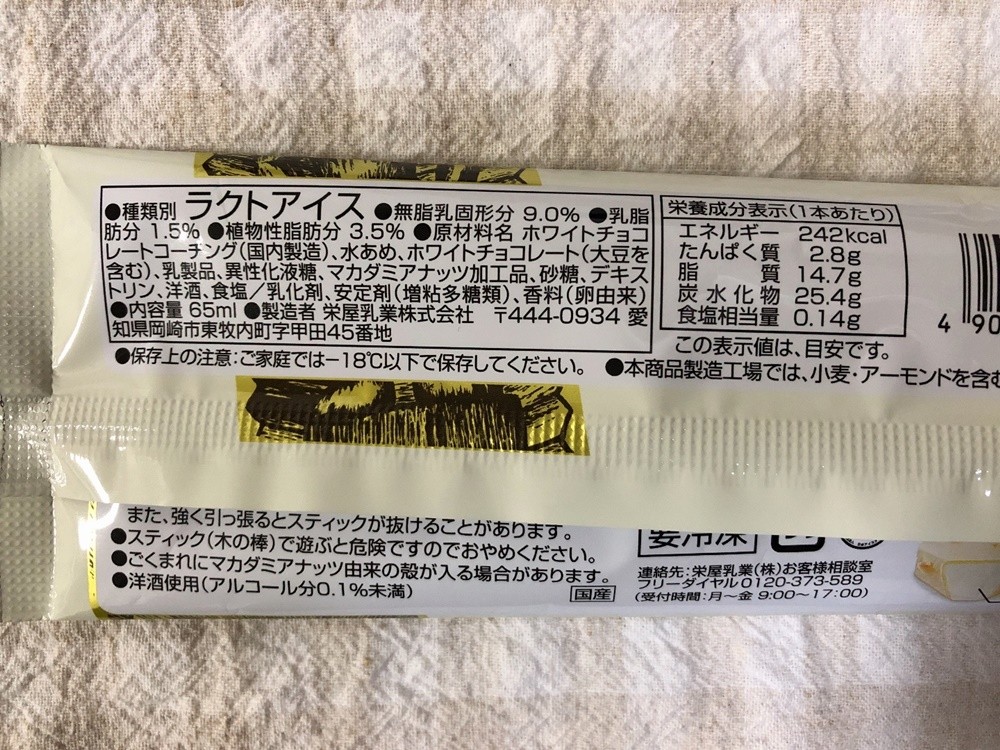 ●種類別 ラクトアイス ●無脂乳固形分 9.0% ●乳脂
肪分 1.5% ●植物性脂肪分 3.5% ●原材料名 ホワイトチョコ
レートコーチング(国内製造)、水あめ、ホワイトチョコレート(大豆を
含む)、乳製品、異性化液糖、マカダミアナッツ加工品、砂糖、デキス
トリン、洋酒、食塩／乳化剤、安定剤(増粘多糖類)、香料(卵由来)
●内容量 65ml ●製造者 栄屋乳業株式会社 〒444-0934 愛
知県岡崎市東牧内町字甲田45番地
●保存上の注意：ご家庭では－18℃以下で保存してください。
栄養成分表示(1本あたり)
エネルギー 242kcal
たんぱく質 2.8g
脂質 14.7g
炭水化物 25.4g
食塩相当量 0.14g
この表示値は、目安です。
●本商品製造工場では、小麦・アーモンドを含
4 90
また、強く引っ張るとスティックが抜けることがあります。
●スティック(木の棒)で遊ぶと危険ですのでおやめください。
●ごくまれにマカダミアナッツ由来の殻が入る場合があります。
●洋酒使用(アルコール分0.1%未満)
国産
要冷凍
連絡先：栄屋乳業(株)お客様相談室
フリーダイヤル0120-373-589
(受付時間：月～金 9:00～17:00)